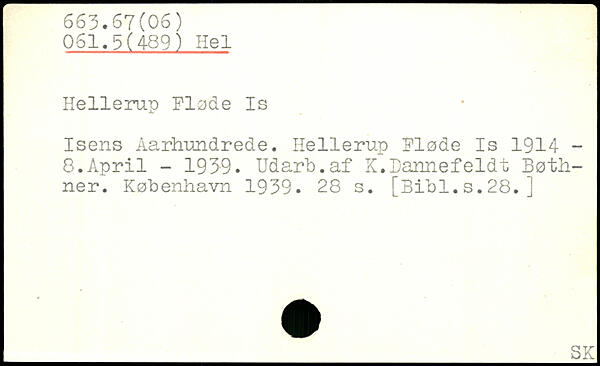 663.67(06)
061.5(489) Hel
Hellerup Fløde Is
Isens Aarhundrede. Hellerup Fløde Is 1914 -
8.April - 1939. Udarb.af K.Dannefeldt Bøth-
ner. København 1939. 28 s. [Bibl.s.28.]
SK